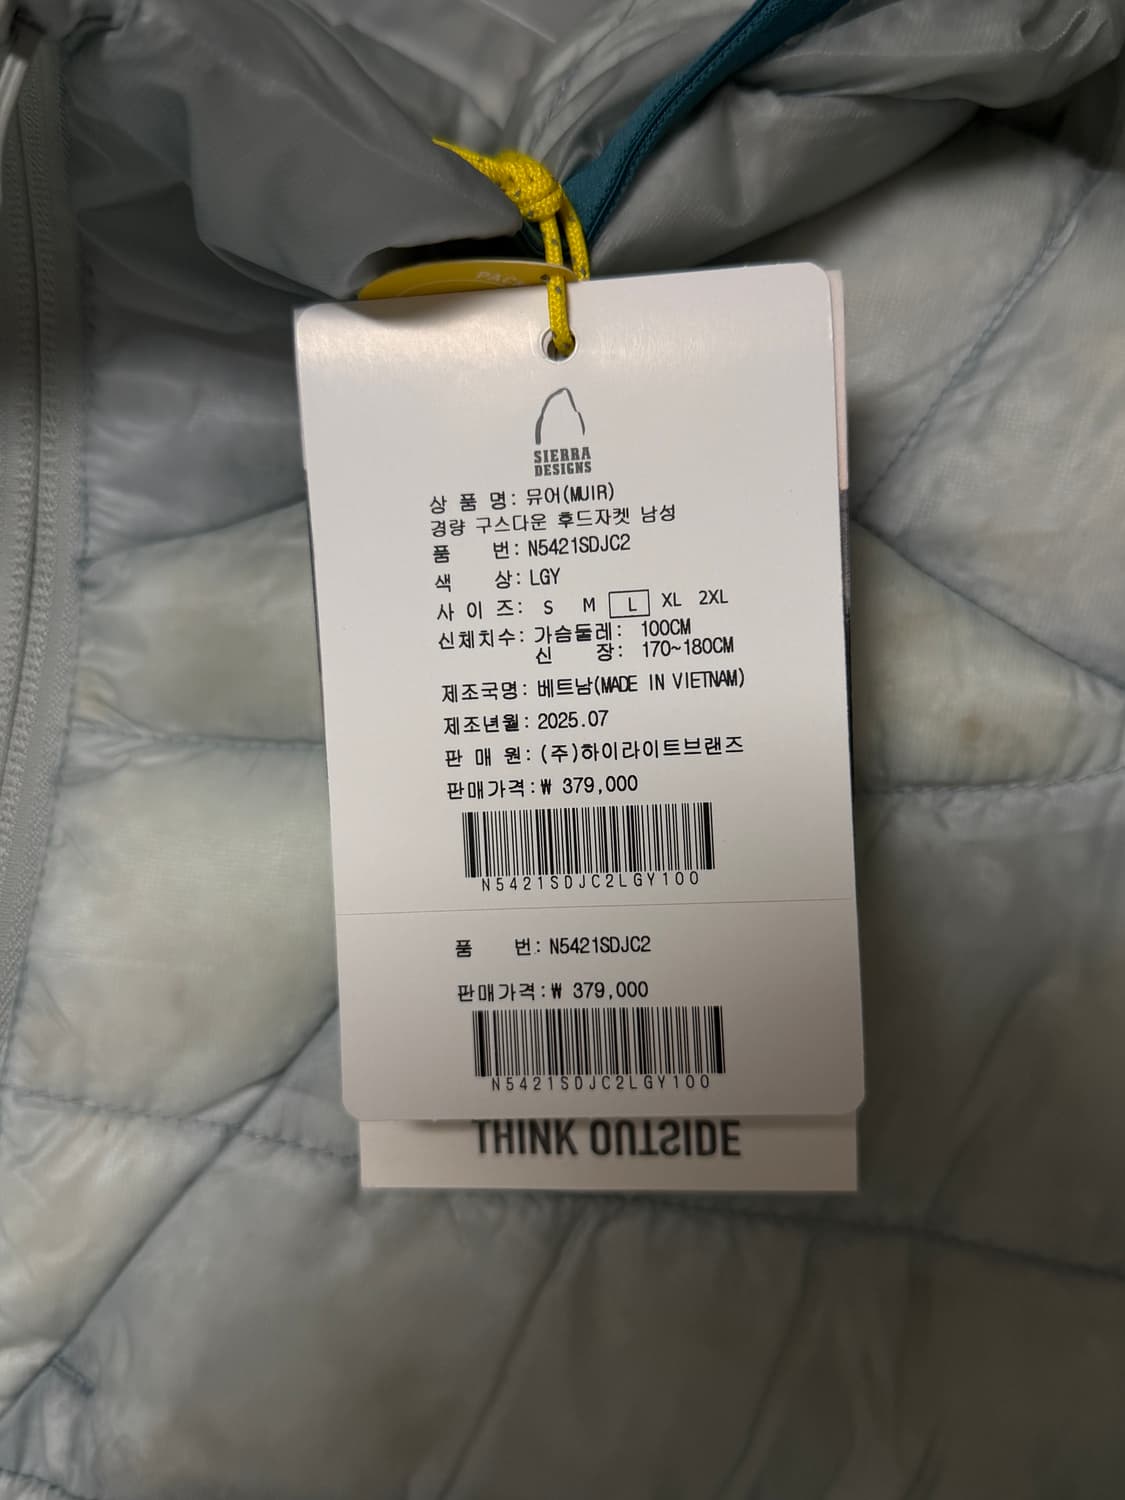 SIERRA
DESIGNS
상 품 명: 뮤어(MUIR)
경량 구스다운 후드자켓 남성
품 번: N5421SDJC2
색 상: LGY
사 이 즈: S M L XL 2XL
신체치수: 가슴둘레: 100CM
신 장: 170~180CM
제조국명: 베트남(MADE IN VIETNAM)
제조년월: 2025.07
판 매 원: (주)하이라이트브랜즈
판매가격:₩ 379,000
N5421SDJC2LGY100
품 번: N5421SDJC2
판매가격:₩ 379,000
N5421SDJC2LGY100
THINK OUTSIDE